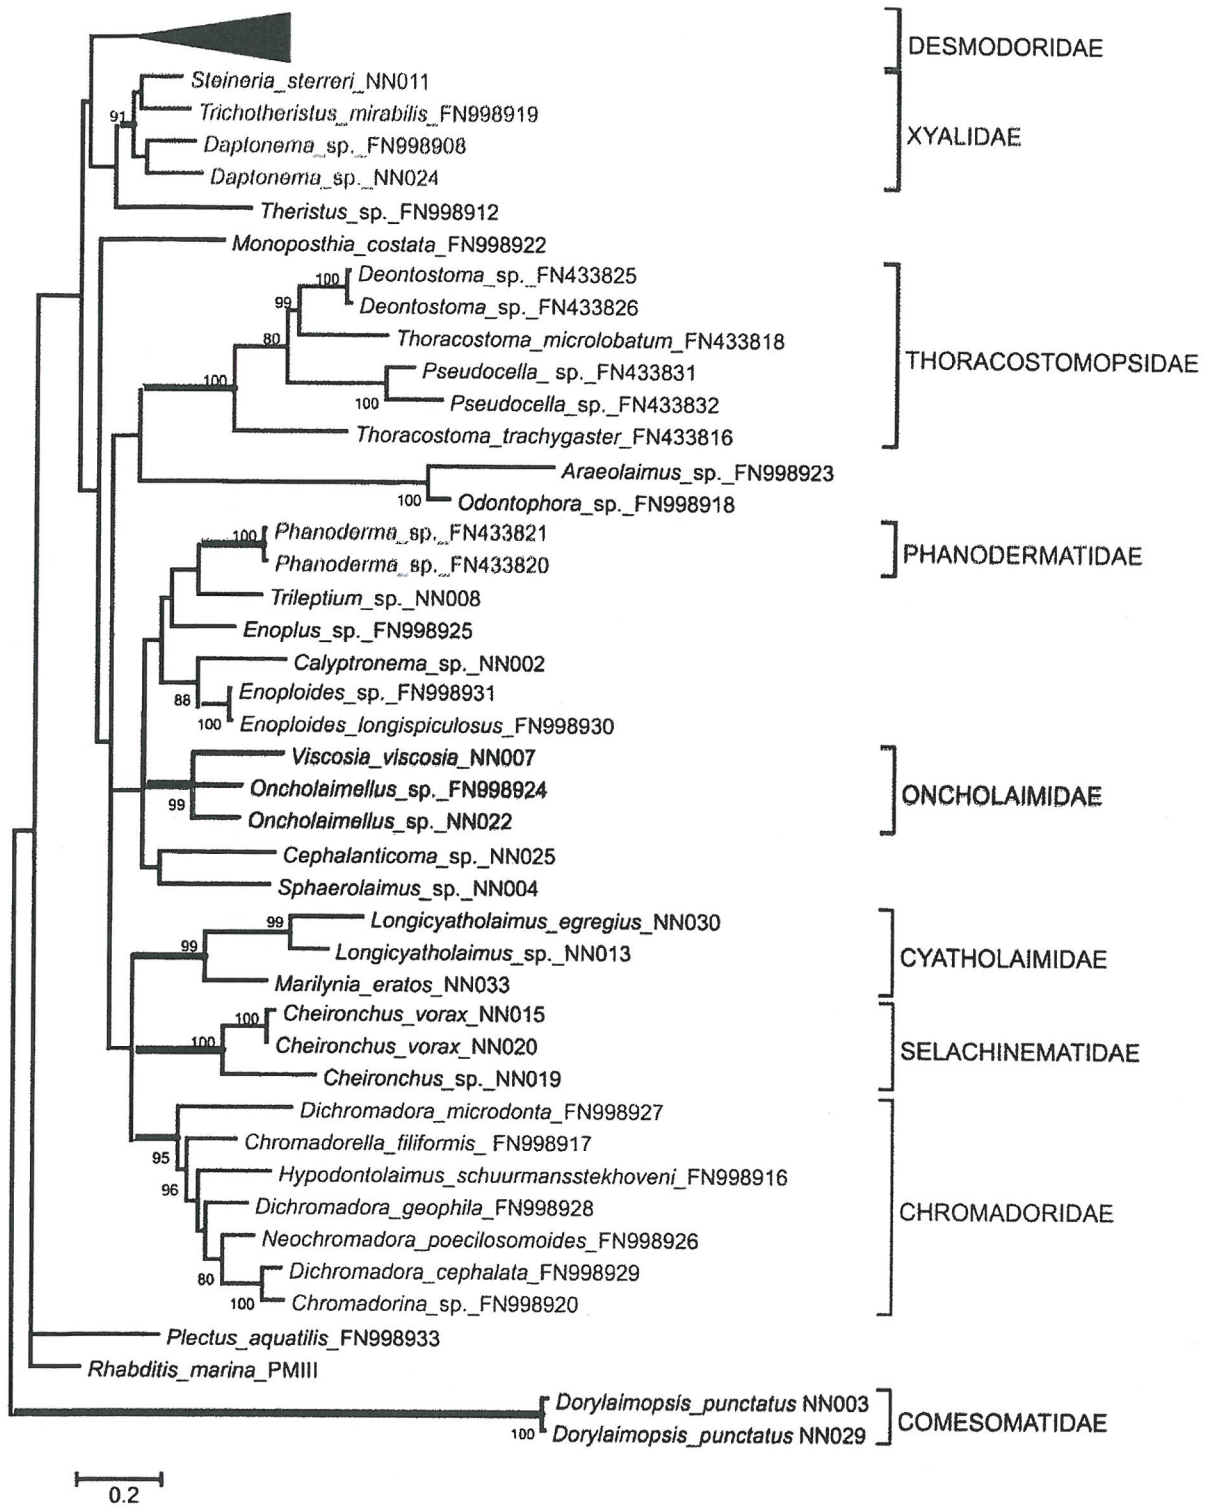 DESMODORIDAE
Steineria_sterreri_NN011
Trichotheristus_mirabilis_FN998919
91
XYALIDAE
Daptonema_sp._FN998908
Daptonema_sp._NN024
Theristus_sp._FN998912
Monoposthia_costata_FN998922
100
Deontostoma_sp._FN433825
99
Deontostoma_sp._FN433826
80
Thoracostoma_microlobatum_FN433818
THORACOSTOMOPSIDAE
100
Pseudocella_ sp._FN433831
100
Pseudocella_sp._FN433832
Thoracostoma_trachygaster_FN433816
Araeolaimus_sp._FN998923
100
Odontophora_sp._FN998918
100
Phanoderma_sp._FN433821
PHANODERMATIDAE
Phanoderma_sp._FN433820
Trileptium_sp._NN008
Enoplus_sp._FN998925
Calyptronema_sp._NN002
88
Enoploides_sp._FN998931
100
Enoploides_longispiculosus_FN998930
Viscosia_viscosia_NN007
Oncholaimellus_sp._FN998924
ONCHOLAIMIDAE
99
Oncholaimellus_sp._NN022
Cephalanticoma_sp._NN025
Sphaerolaimus_sp._NN004
99
Longicyatholaimus_egregius_NN030
99
Longicyatholaimus_sp._NN013
CYATHOLAIMIDAE
Marilynia_eratos_NN033
100
Cheironchus_vorax_NN015
100
Cheironchus_vorax_NN020
SELACHINEMATIDAE
Cheironchus_sp._NN019
Dichromadora_microdonta_FN998927
95
Chromadorella_filiformis_ FN998917
96
Hypodontolaimus_schuurmansstekhoveni_FN998916
Dichromadora_geophila_FN998928
CHROMADORIDAE
Neochromadora_poecilosomoides_FN998926
80
Dichromadora_cephalata_FN998929
100
Chromadorina_sp._FN998920
Plectus_aquatilis_FN998933
Rhabditis_marina_PMIII
Dorylaimopsis_punctatus NN003
COMESOMATIDAE
100
Dorylaimopsis_punctatus NN029
0.2